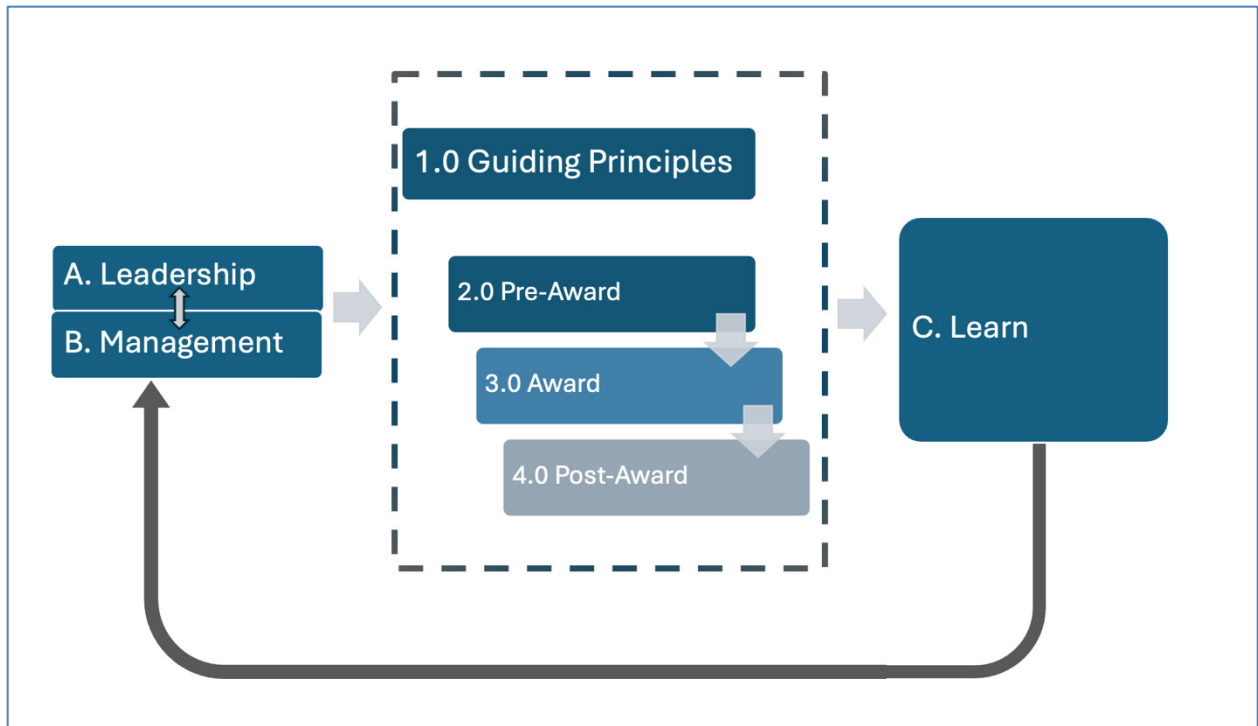 1.0 Guiding Principles
A. Leadership
B. Management
2.0 Pre-Award
3.0 Award
4.0 Post-Award
C. Learn